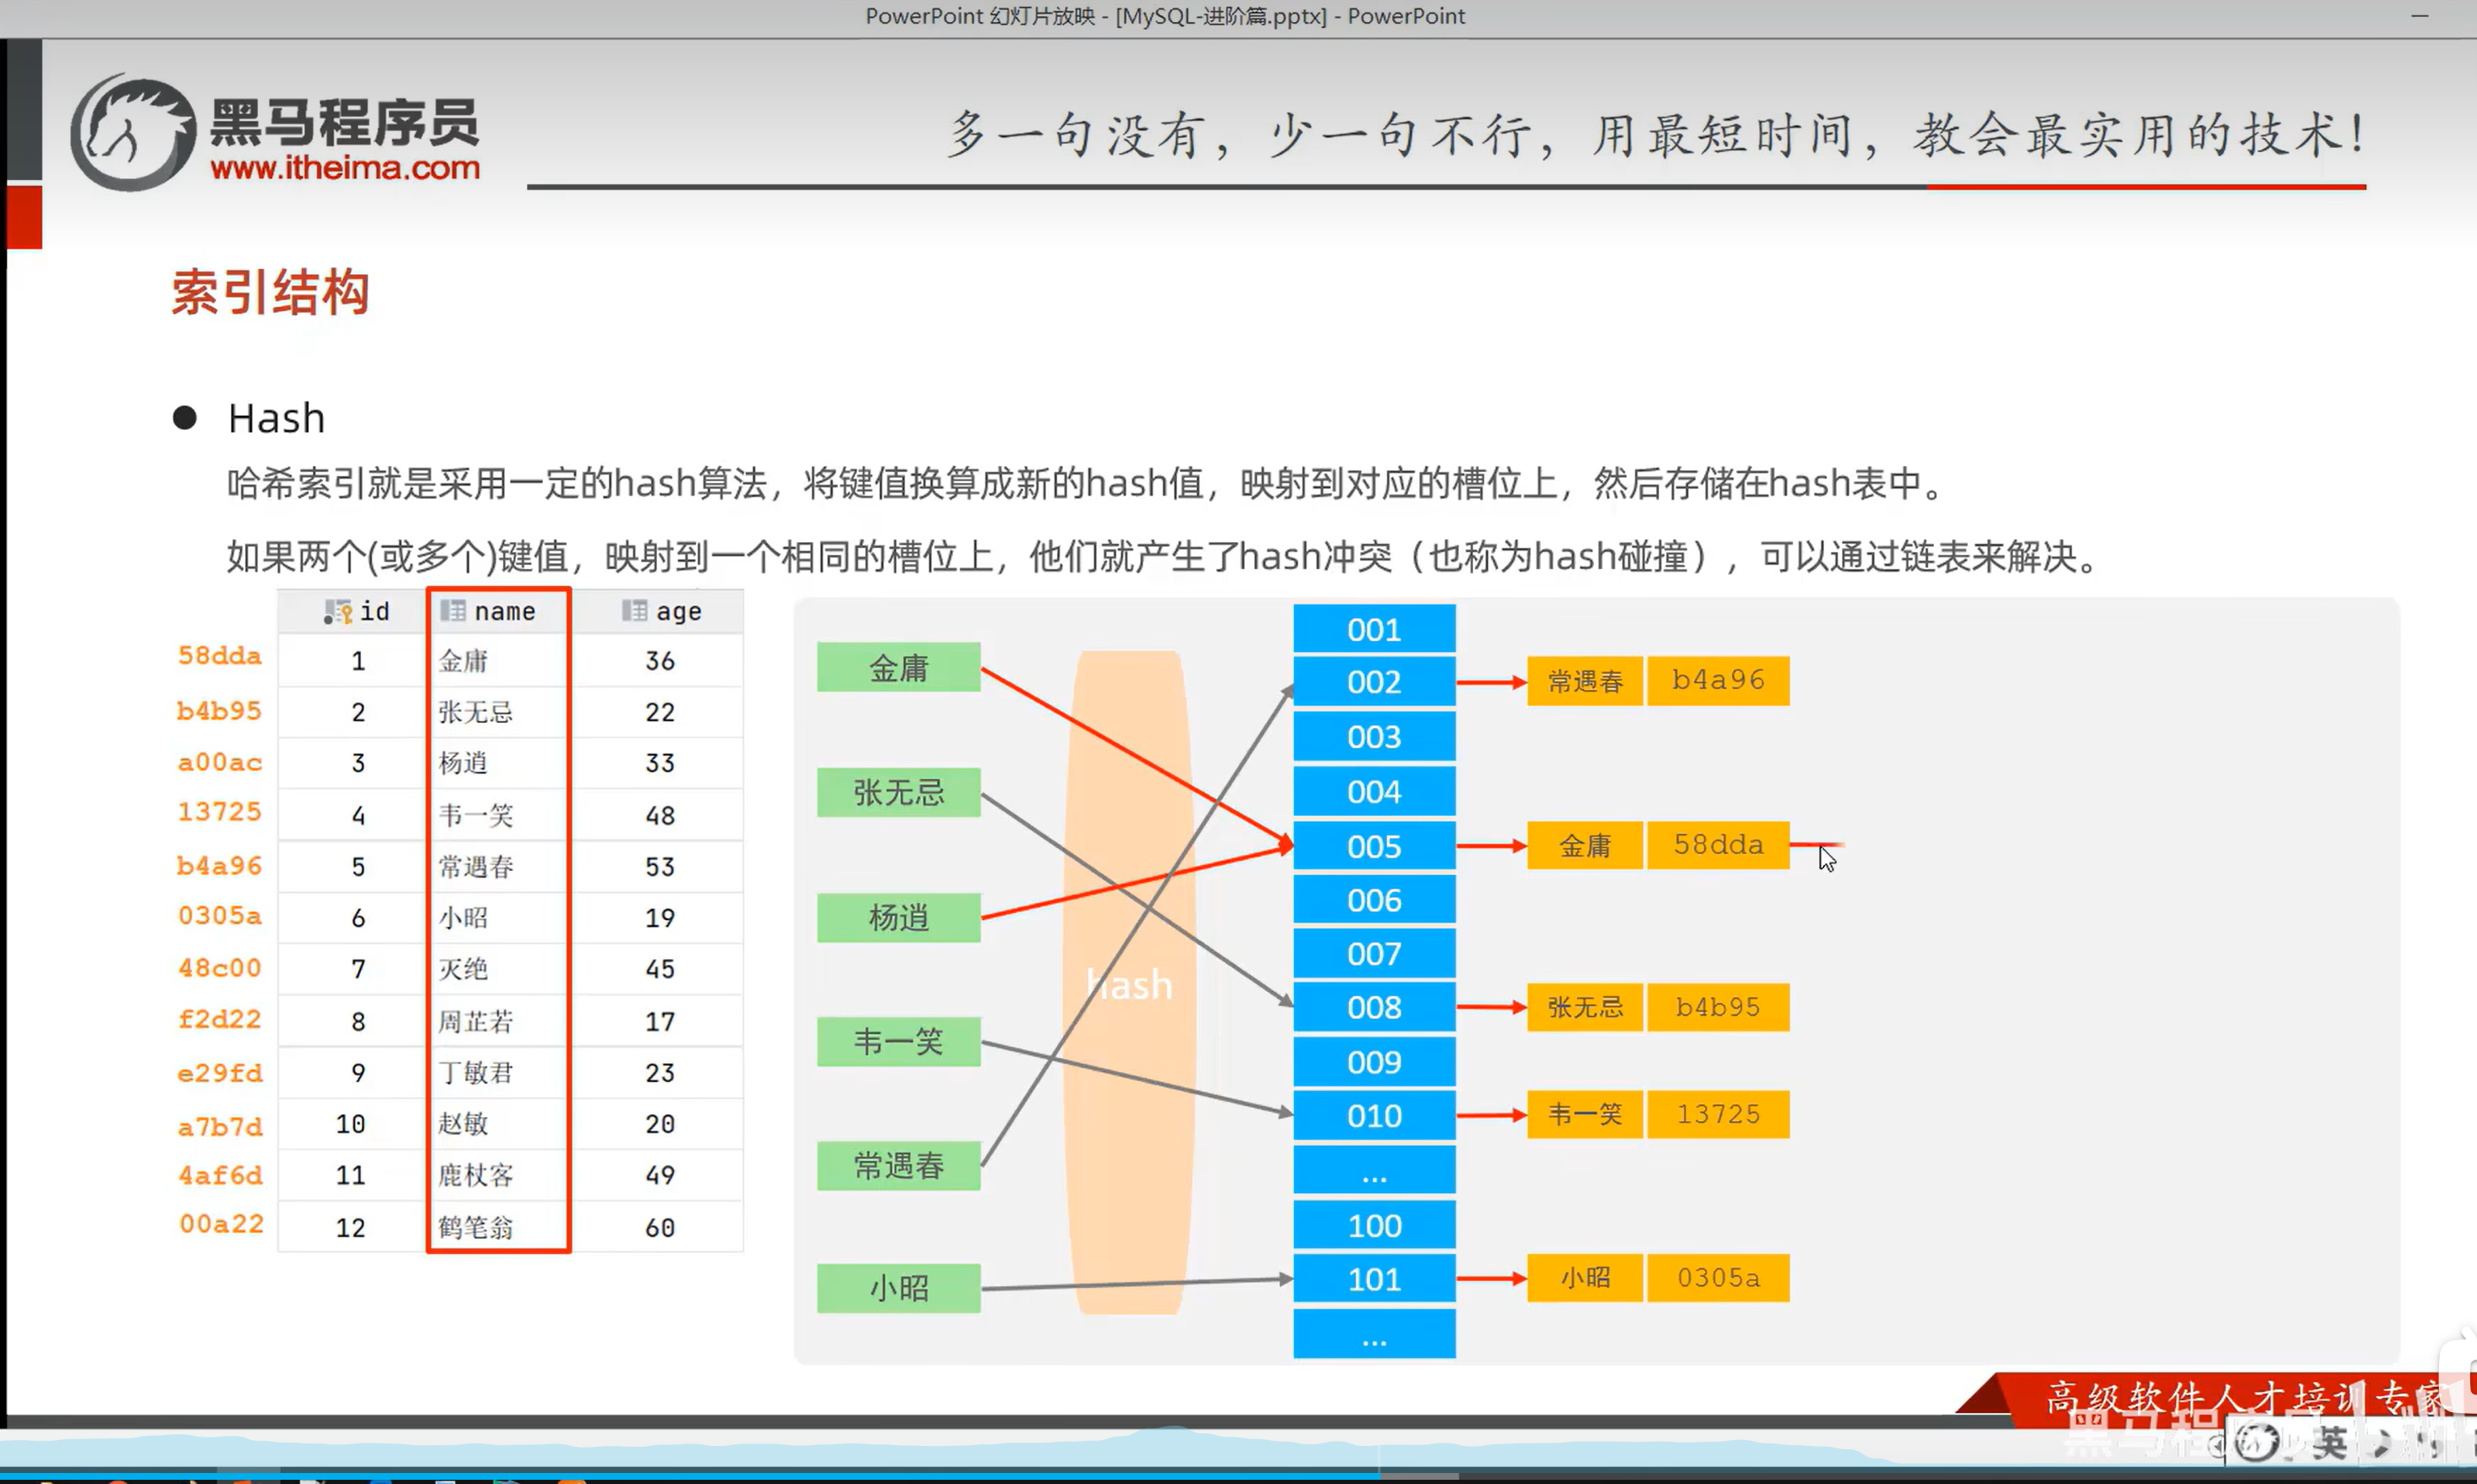 PowerPoint 幻灯片放映 - [MySQL-进阶篇.pptx] - PowerPoint
黑马程序员
www.itheima.com
多一句没有，少一句不行，用最短时间，教会最实用的技术！
索引结构
● Hash
哈希索引就是采用一定的hash算法，将键值换算成新的hash值，映射到对应的槽位上，然后存储在hash表中。
如果两个(或多个)键值，映射到一个相同的槽位上，他们就产生了hash冲突（也称为hash碰撞），可以通过链表来解决。
id name age
58dda 1 金庸 36
b4b95 2 张无忌 22
a00ac 3 杨逍 33
13725 4 韦一笑 48
b4a96 5 常遇春 53
0305a 6 小昭 19
48c00 7 灭绝 45
f2d22 8 周芷若 17
e29fd 9 丁敏君 23
a7b7d 10 赵敏 20
4af6d 11 鹿杖客 49
00a22 12 鹤笔翁 60
金庸
张无忌
杨逍
韦一笑
常遇春
小昭
hash
001
002 常遇春 b4a96
003
004
005 金庸 58dda
006
007
008 张无忌 b4b95
009
010 韦一笑 13725
...
100
101 小昭 0305a
...
高级软件人才培训专家
英